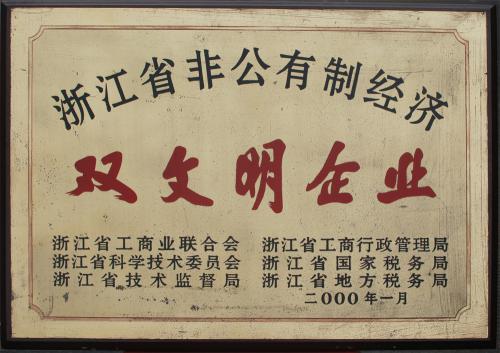 浙江省非公有制经济
双文明企业
浙江省工商业联合会 浙江省工商行政管理局
浙江省科学技术委员会 浙江省国家税务局
浙江省技术监督局 浙江省地方税务局
二000年一月